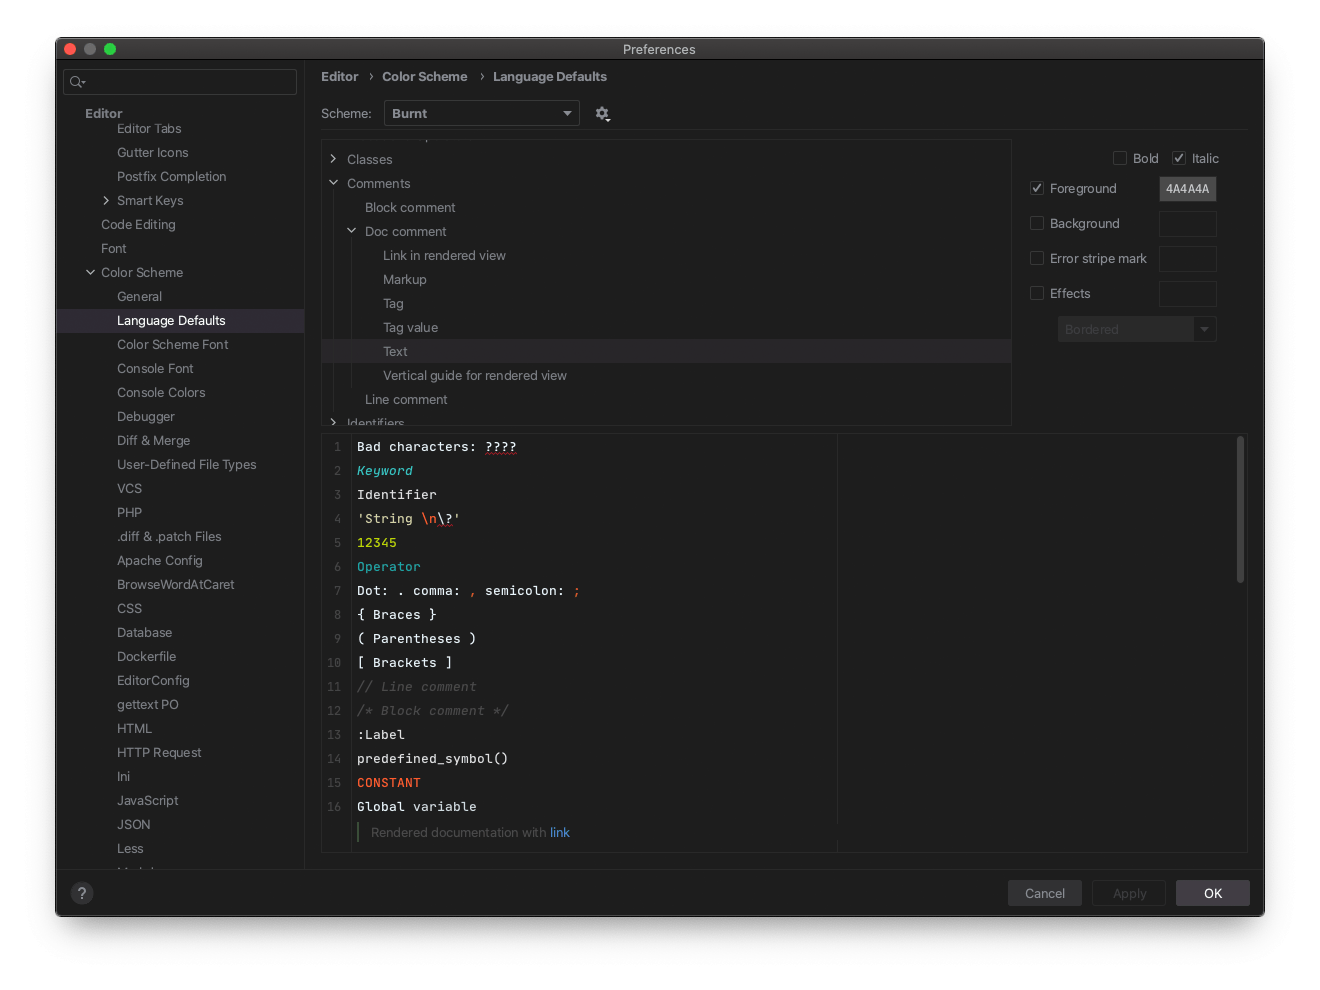 Preferences
Editor
Editor Tabs
Gutter Icons
Postfix Completion
Smart Keys
Code Editing
Font
Color Scheme
General
Language Defaults
Color Scheme Font
Console Font
Console Colors
Debugger
Diff & Merge
User-Defined File Types
VCS
PHP
.diff & .patch Files
Apache Config
BrowseWordAtCaret
CSS
Database
Dockerfile
EditorConfig
gettext PO
HTML
HTTP Request
Ini
JavaScript
JSON
Less
Editor › Color Scheme › Language Defaults
Scheme: Burnt
Classes
Comments
Block comment
Doc comment
Link in rendered view
Markup
Tag
Tag value
Text
Vertical guide for rendered view
Line comment
Identifiers
Bold Italic
Foreground 4A4A4A
Background
Error stripe mark
Effects
Bordered
1 Bad characters: ????
2 Keyword
3 Identifier
4 'String \n\?'
5 12345
6 Operator
7 Dot: . comma: , semicolon: ;
8 { Braces }
9 ( Parentheses )
10 [ Brackets ]
11 // Line comment
12 /* Block comment */
13 :Label
14 predefined_symbol()
15 CONSTANT
16 Global variable
Rendered documentation with link
?
Cancel Apply OK